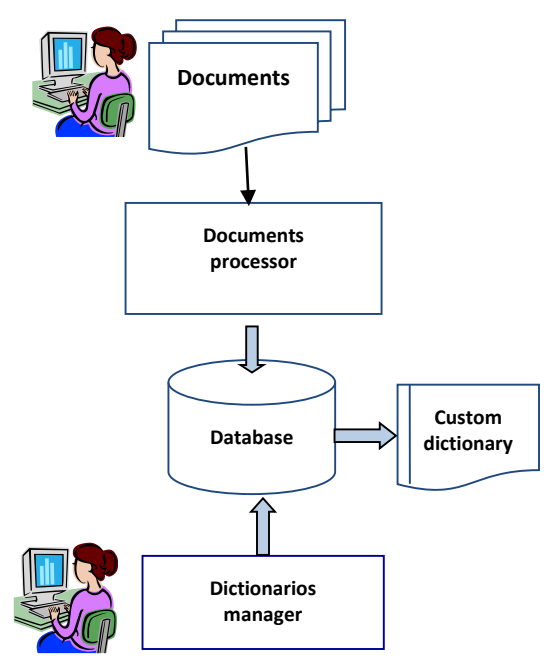 Documents
Documents
processor
Database
Custom
dictionary
Dictionarios
manager